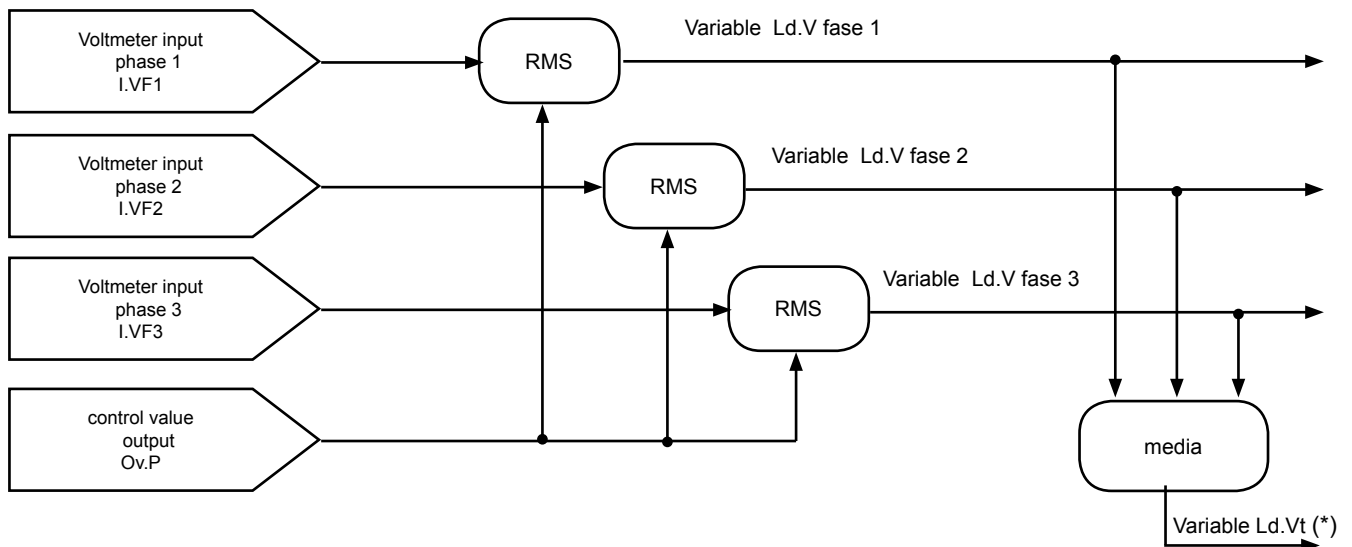 Voltmeter input
phase 1
I.VF1
RMS
Variable Ld.V fase 1
Voltmeter input
phase 2
I.VF2
RMS
Variable Ld.V fase 2
Voltmeter input
phase 3
I.VF3
RMS
Variable Ld.V fase 3
control value
output
Ov.P
media
Variable Ld.Vt (*)